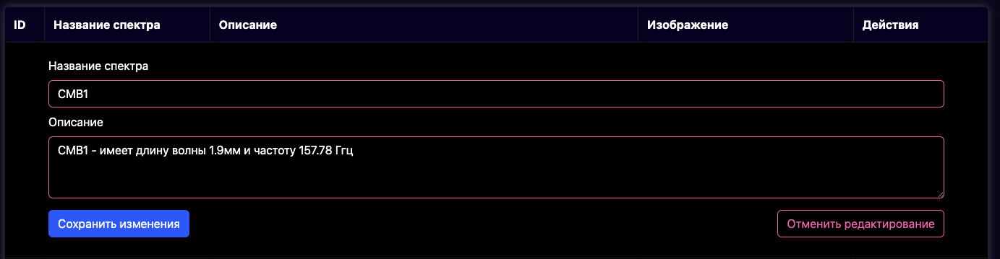 ID Название спектра Описание Изображение Действия
Название спектра
CMB1
Описание
CMB1 - имеет длину волны 1.9мм и частоту 157.78 Ггц
Сохранить изменения Отменить редактирование